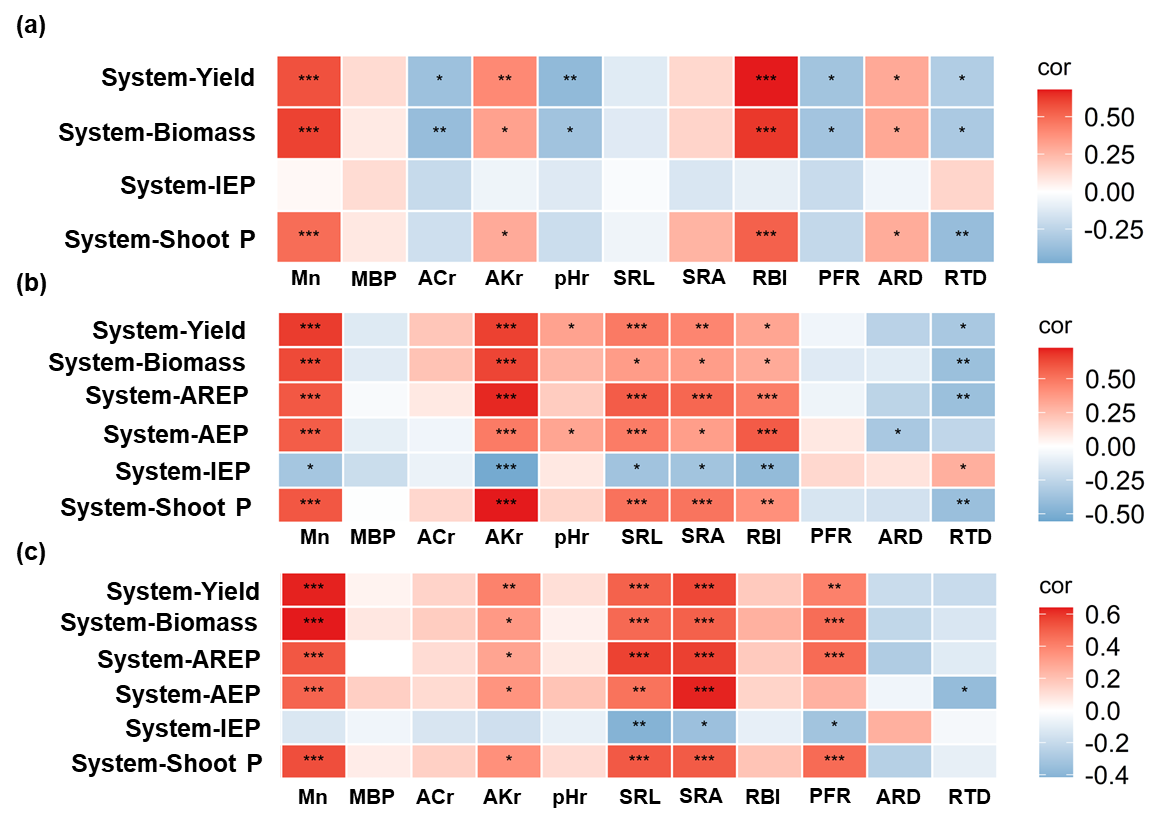 (a)
cor
System-Yield *** * ** ** *** * * *
System-Biomass *** ** * * *** * * *
System-IEP
System-Shoot P *** * *** * **
0.50
0.25
0.00
-0.25
Mn MBP ACr AKr pHr SRL SRA RBI PFR ARD RTD
(b)
cor
System-Yield *** *** * *** ** * *
System-Biomass *** *** * * * **
System-AREP *** *** *** *** *** **
System-AEP *** *** * *** * *** *
System-IEP * *** * * ** *
System-Shoot P *** *** *** *** ** **
0.50
0.25
0.00
-0.25
-0.50
Mn MBP ACr AKr pHr SRL SRA RBI PFR ARD RTD
(c)
cor
System-Yield *** ** *** *** **
System-Biomass *** * *** *** ***
System-AREP *** * *** *** ***
System-AEP *** * ** *** *
System-IEP ** * *
System-Shoot P *** * *** *** ***
0.6
0.4
0.2
0.0
-0.2
-0.4
Mn MBP ACr AKr pHr SRL SRA RBI PFR ARD RTD